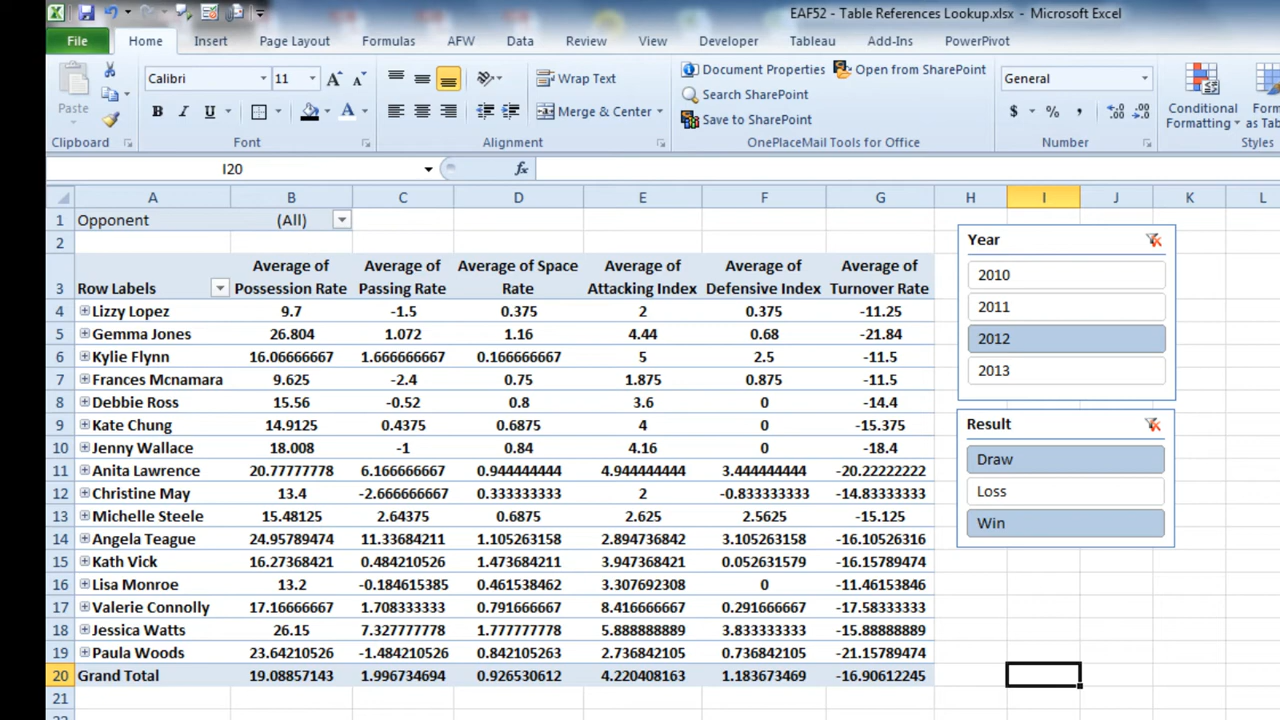 EAF52 - Table References Lookup.xlsx - Microsoft Excel
File Home Insert Page Layout Formulas AFW Data Review View Developer Tableau Add-Ins PowerPivot
Paste
Calibri 11 A A
B I U A
Wrap Text
Merge & Center
Document Properties Open from SharePoint
Search SharePoint
Save to SharePoint
General
$ % , .0 .00 .00 .0
Conditional Formatting
Format as Tab
Clipboard Font Alignment OnePlaceMail Tools for Office Number Styles
I20 fx
A B C D E F G H I J K L
1 Opponent (All)
2
3 Row Labels Average of Possession Rate Average of Passing Rate Average of Space Rate Average of Attacking Index Average of Defensive Index Average of Turnover Rate
4 Lizzy Lopez 9.7 -1.5 0.375 2 0.375 -11.25
5 Gemma Jones 26.804 1.072 1.16 4.44 0.68 -21.84
6 Kylie Flynn 16.06666667 1.666666667 0.166666667 5 2.5 -11.5
7 Frances Mcnamara 9.625 -2.4 0.75 1.875 0.875 -11.5
8 Debbie Ross 15.56 -0.52 0.8 3.6 0 -14.4
9 Kate Chung 14.9125 0.4375 0.6875 4 0 -15.375
10 Jenny Wallace 18.008 -1 0.84 4.16 0 -18.4
11 Anita Lawrence 20.77777778 6.166666667 0.944444444 4.944444444 3.444444444 -20.22222222
12 Christine May 13.4 -2.666666667 0.333333333 2 -0.833333333 -14.83333333
13 Michelle Steele 15.48125 2.64375 0.6875 2.625 2.5625 -15.125
14 Angela Teague 24.95789474 11.33684211 1.105263158 2.894736842 3.105263158 -16.10526316
15 Kath Vick 16.27368421 0.484210526 1.473684211 3.947368421 0.052631579 -16.15789474
16 Lisa Monroe 13.2 -0.184615385 0.461538462 3.307692308 0 -11.46153846
17 Valerie Connolly 17.16666667 1.708333333 0.791666667 8.416666667 0.291666667 -17.58333333
18 Jessica Watts 26.15 7.327777778 1.777777778 5.888888889 3.833333333 -15.88888889
19 Paula Woods 23.64210526 -1.484210526 0.842105263 2.736842105 0.736842105 -21.15789474
20 Grand Total 19.08857143 1.996734694 0.926530612 4.220408163 1.183673469 -16.90612245
21
Year
2010
2011
2012
2013
Result
Draw
Loss
Win